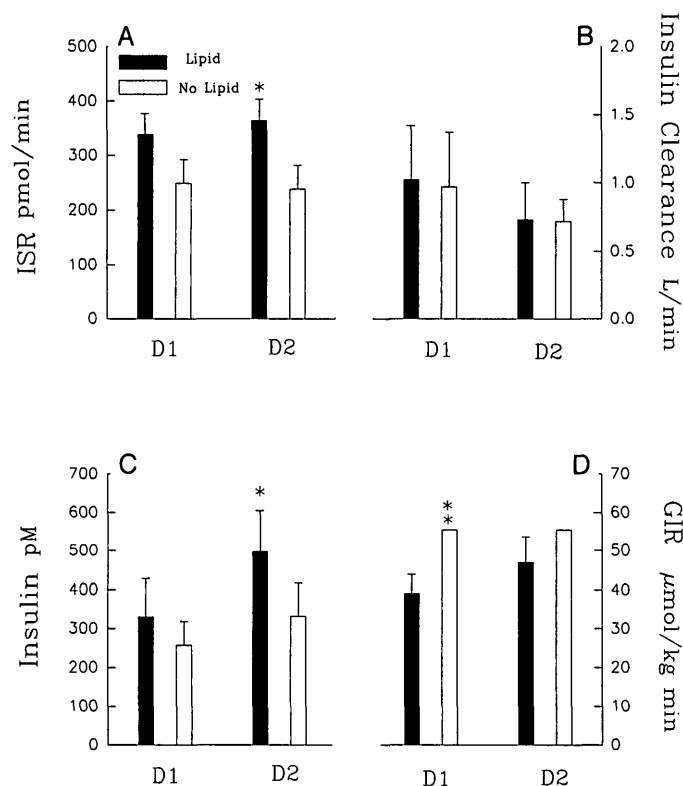 A
500
400
300
200
100
0
ISR pmol/min
Lipid
No Lipid
*
D1
D2
B
2.0
1.5
1.0
0.5
0.0
Insulin Clearance L/min
D1
D2
C
700
600
500
400
300
200
100
0
Insulin pM
*
D1
D2
D
70
60
50
40
30
20
10
0
GIR µmol/kg min
*
*
D1
D2